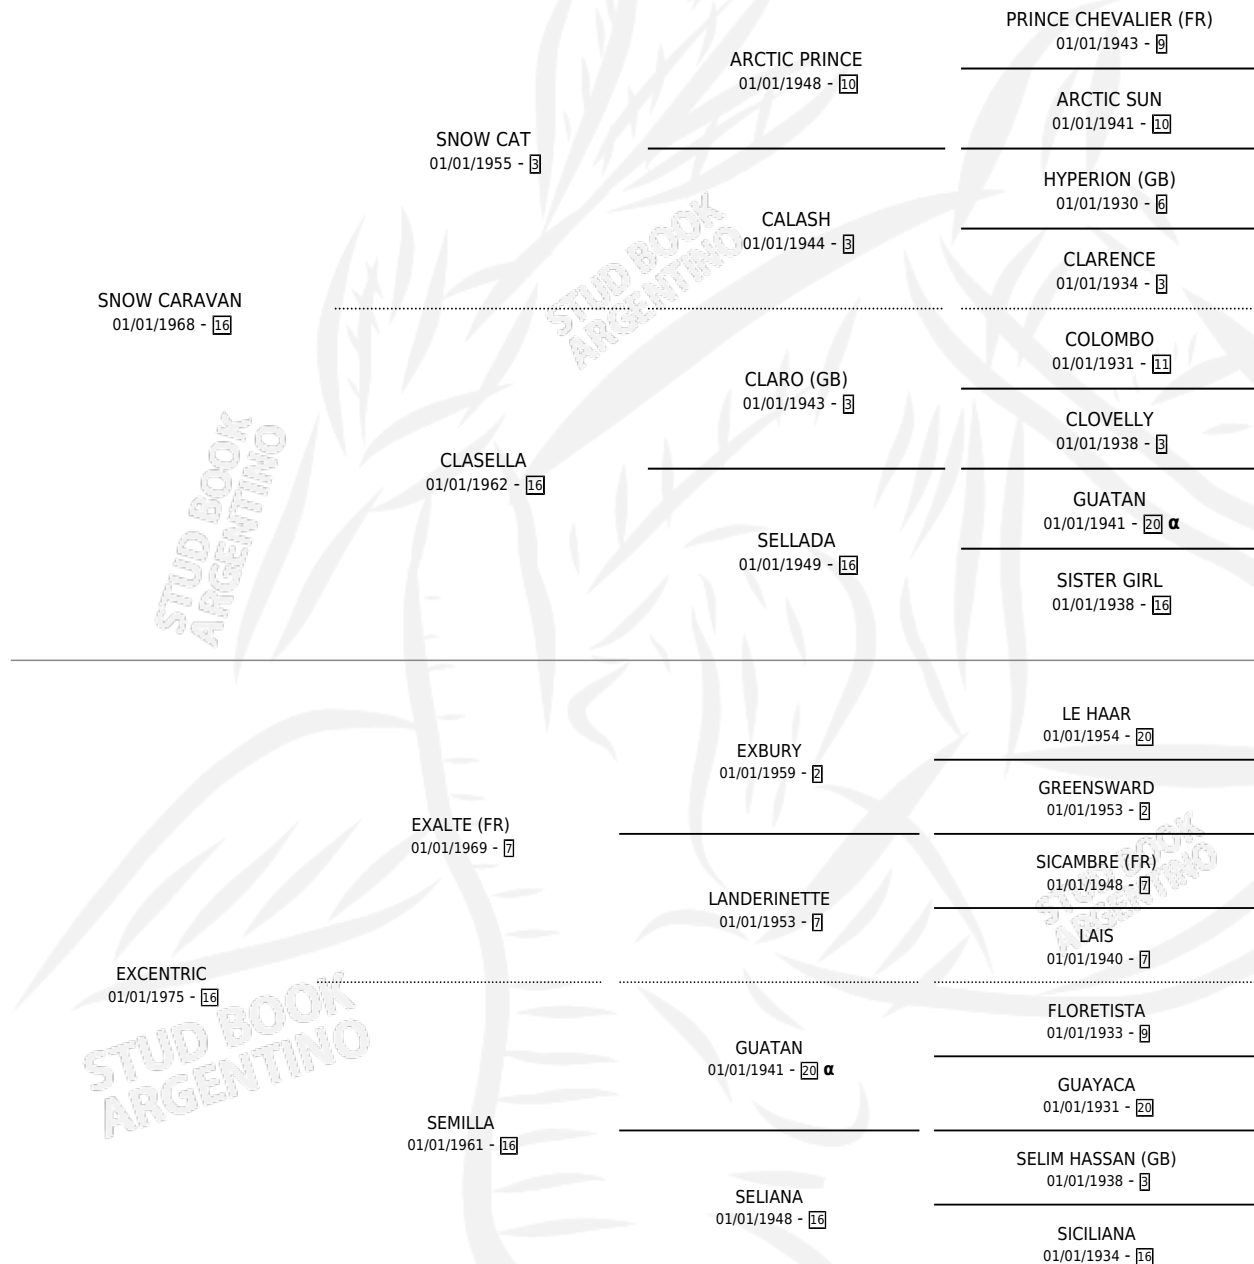 PRINCE CHEVALIER (FR)
01/01/1943 - 9
ARCTIC PRINCE
01/01/1948 - 10
ARCTIC SUN
01/01/1941 - 10
SNOW CAT
01/01/1955 - 3
HYPERION (GB)
01/01/1930 - 6
CALASH
01/01/1944 - 3
CLARENCE
01/01/1934 - 3
SNOW CARAVAN
01/01/1968 - 16
COLOMBO
01/01/1931 - 11
CLARO (GB)
01/01/1943 - 3
CLOVELLY
01/01/1938 - 3
CLASELLA
01/01/1962 - 16
GUATAN
01/01/1941 - 20 α
SELLADA
01/01/1949 - 16
SISTER GIRL
01/01/1938 - 16
LE HAAR
01/01/1954 - 20
EXBURY
01/01/1959 - 2
GREENSWARD
01/01/1953 - 2
EXALTE (FR)
01/01/1969 - 7
SICAMBRE (FR)
01/01/1948 - 7
LANDERINETTE
01/01/1953 - 7
LAIS
01/01/1940 - 7
EXCENTRIC
01/01/1975 - 16
FLORETISTA
01/01/1933 - 9
GUATAN
01/01/1941 - 20 α
GUAYACA
01/01/1931 - 20
SEMILLA
01/01/1961 - 16
SELIM HASSAN (GB)
01/01/1938 - 3
SELIANA
01/01/1948 - 16
SICILIANA
01/01/1934 - 16
STUD BOOK
ARGENTINO
STUD BOOK
ARGENTINO
STUD BOOK
ARGENTINO
STUD BOOK
ARGENTINO